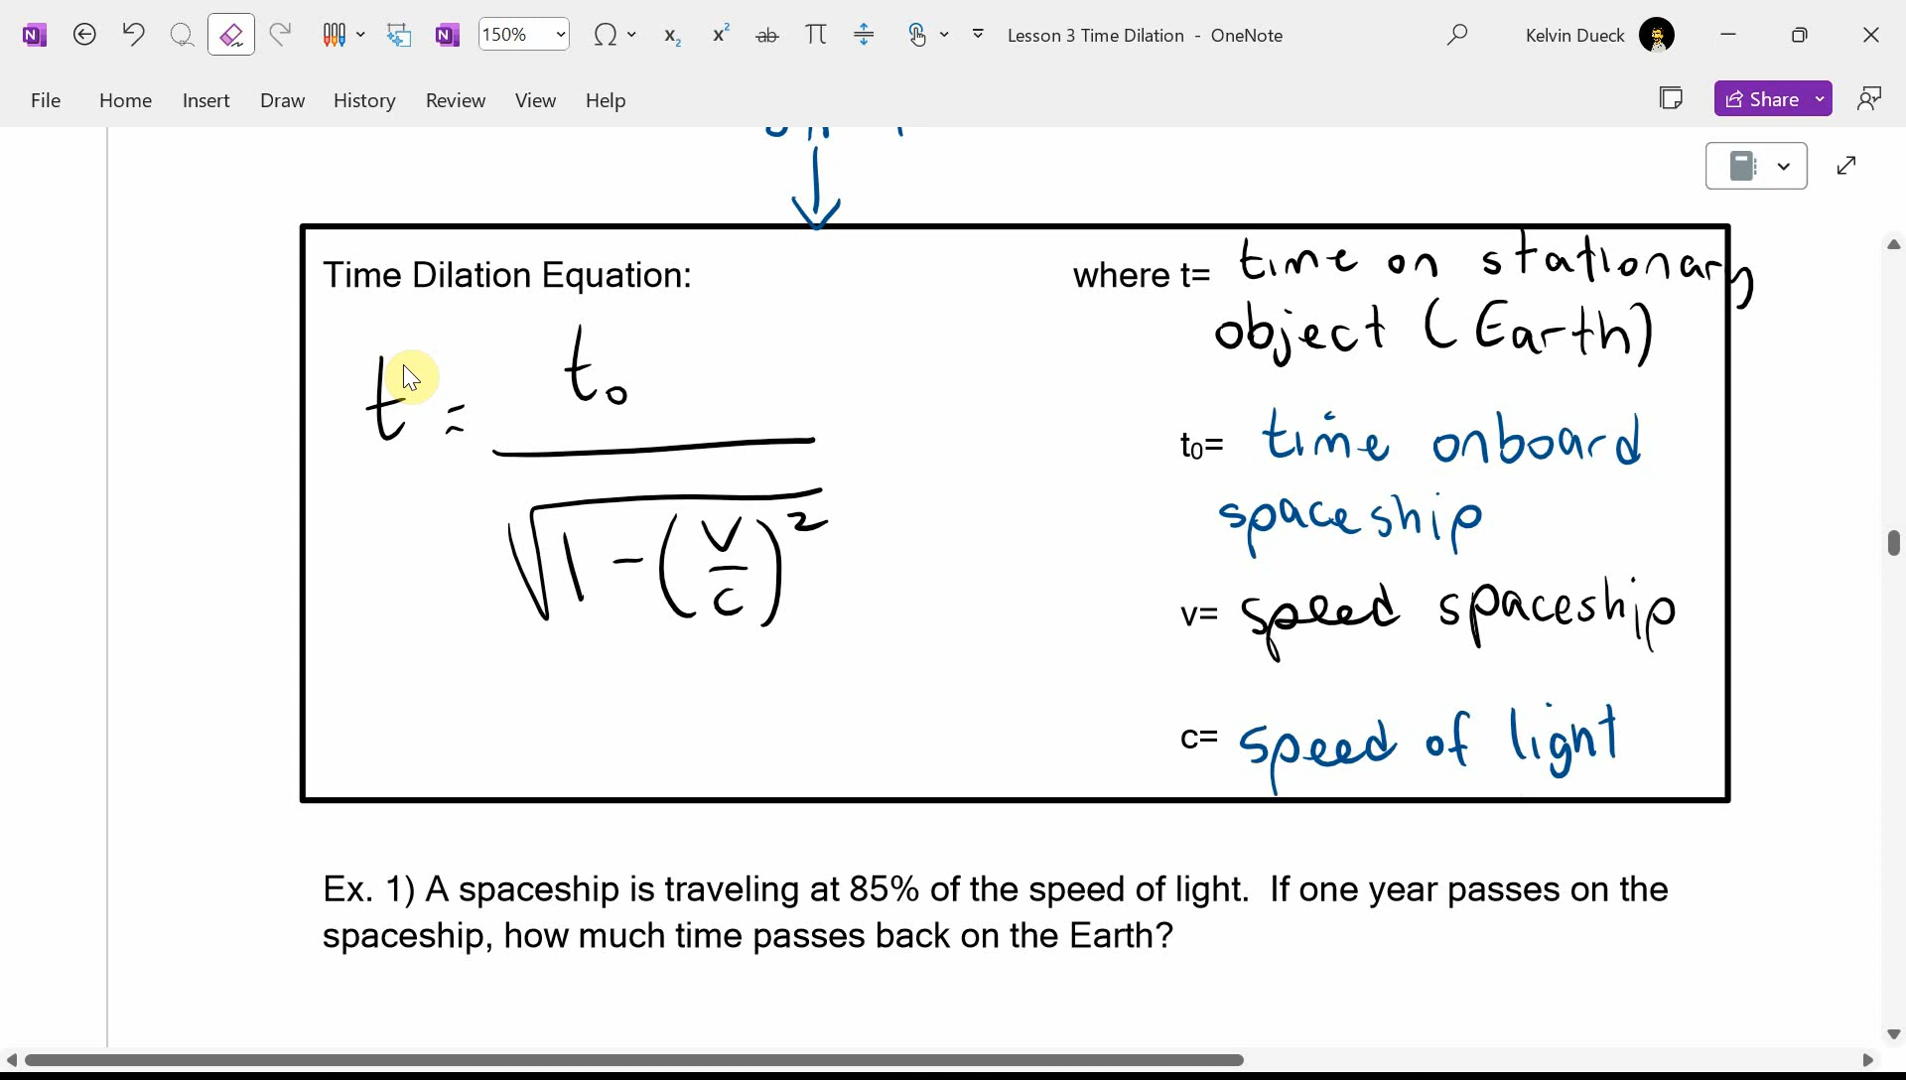 150%
Lesson 3 Time Dilation - OneNote
Kelvin Dueck
File Home Insert Draw History Review View Help
Share
Time Dilation Equation:
t = t₀ / √(1 - (v/c)²)
where t= time on stationary
object (Earth)
t₀= time onboard
spaceship
v= speed spaceship
c= speed of light
Ex. 1) A spaceship is traveling at 85% of the speed of light. If one year passes on the
spaceship, how much time passes back on the Earth?